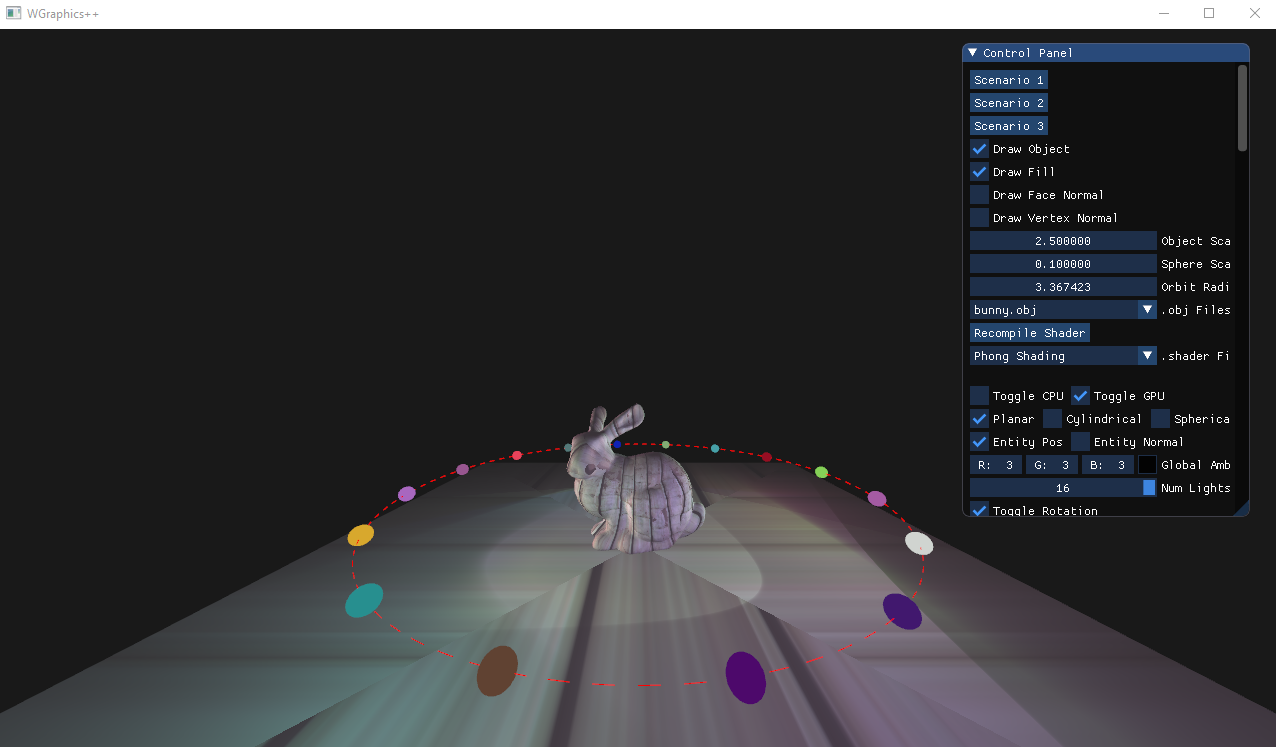 WGraphics++
Control Panel
Scenario 1
Scenario 2
Scenario 3
Draw Object
Draw Fill
Draw Face Normal
Draw Vertex Normal
2.500000 Object Sca
0.100000 Sphere Sca
3.367423 Orbit Radi
bunny.obj .obj Files
Recompile Shader
Phong Shading .shader Fi
Toggle CPU Toggle GPU
Planar Cylindrical Spherica
Entity Pos Entity Normal
R: 3 G: 3 B: 3 Global Amb
16 Num Lights
Toggle Rotation